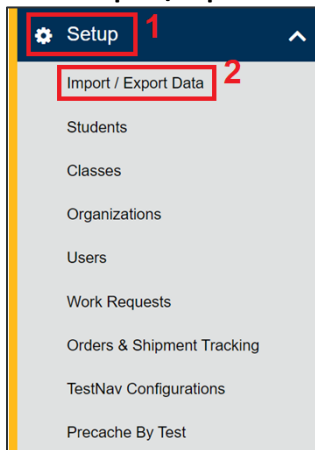 Setup 1
Import / Export Data 2
Students
Classes
Organizations
Users
Work Requests
Orders & Shipment Tracking
TestNav Configurations
Precache By Test